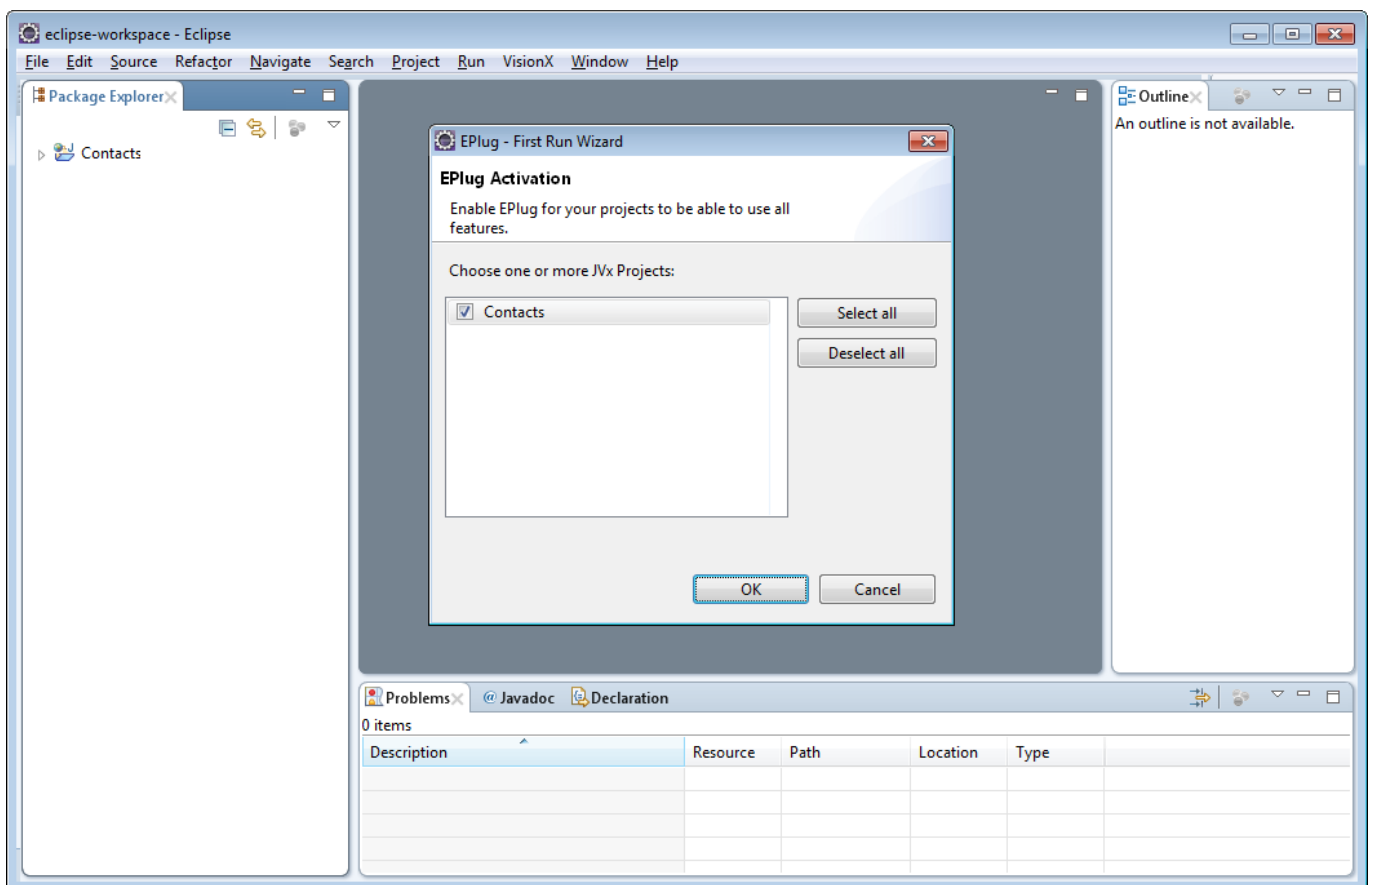 eclipse-workspace - Eclipse
File Edit Source Refactor Navigate Search Project Run VisionX Window Help
Package Explorer
Contacts
EPlug - First Run Wizard
EPlug Activation
Enable EPlug for your projects to be able to use all
features.
Choose one or more JVx Projects:
Contacts
Select all
Deselect all
OK Cancel
Outline
An outline is not available.
Problems @ Javadoc Declaration
0 items
Description Resource Path Location Type